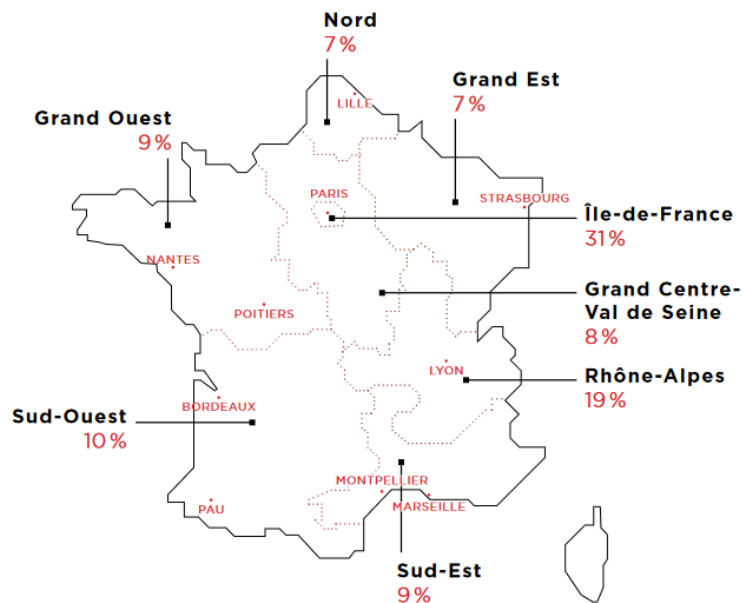 Nord
7 %
LILLE
Grand Est
7 %
Grand Ouest
9 %
PARIS
STRASBOURG
Île-de-France
31 %
NANTES
Grand Centre-
Val de Seine
8 %
POITIERS
LYON
Rhône-Alpes
19 %
BORDEAUX
Sud-Ouest
10 %
MONTPELLIER
MARSEILLE
PAU
Sud-Est
9 %